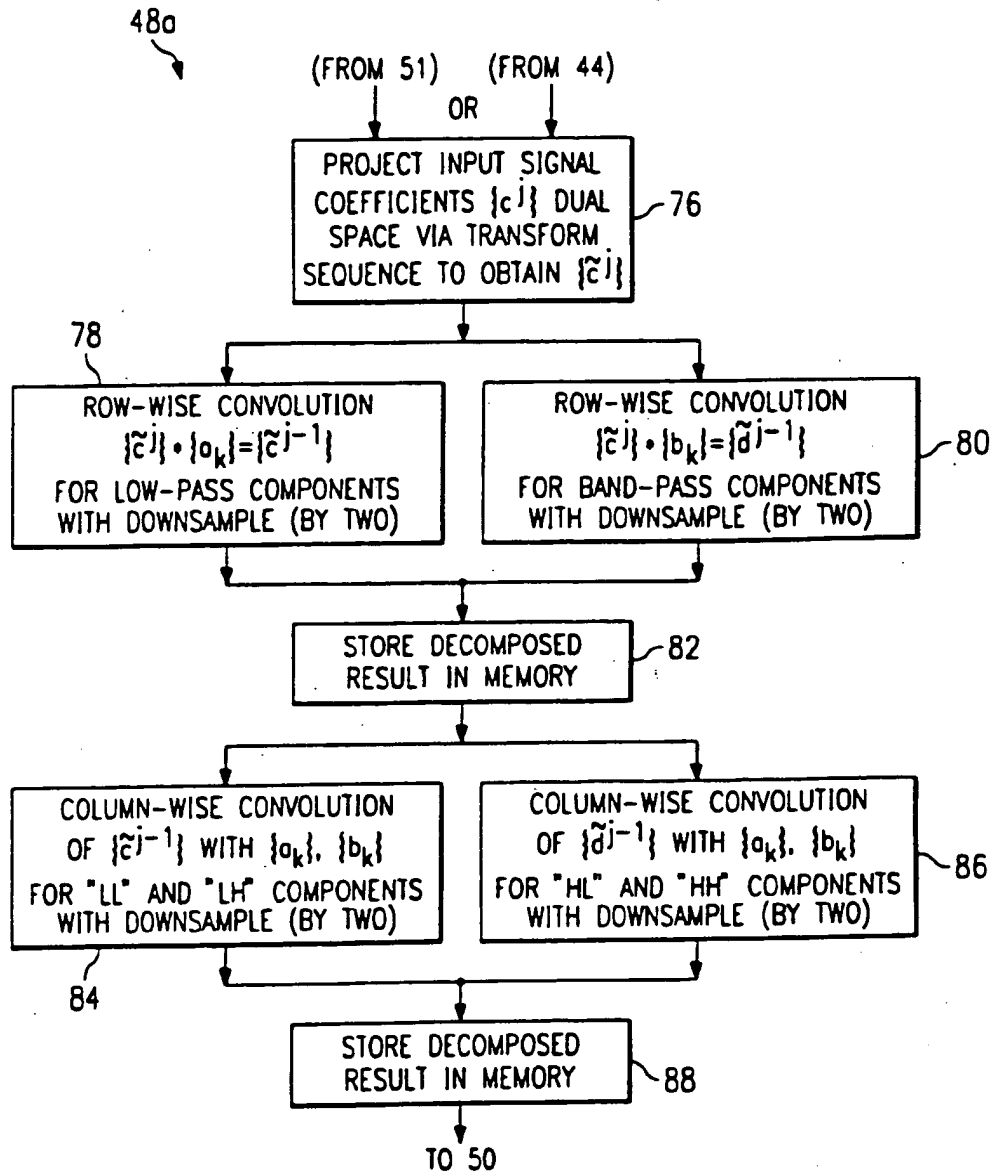 48a
(FROM 51) (FROM 44)
OR
PROJECT INPUT SIGNAL
COEFFICIENTS {c^j} DUAL
SPACE VIA TRANSFORM
SEQUENCE TO OBTAIN {c̃^j}
76
78
ROW-WISE CONVOLUTION
{c̃^j} • {a_k} = {c̃^j-1}
FOR LOW-PASS COMPONENTS
WITH DOWNSAMPLE (BY TWO)
ROW-WISE CONVOLUTION
{c̃^j} • {b_k} = {d̃^j-1}
FOR BAND-PASS COMPONENTS
WITH DOWNSAMPLE (BY TWO)
80
STORE DECOMPOSED
RESULT IN MEMORY
82
COLUMN-WISE CONVOLUTION
OF {c̃^j-1} WITH {a_k}, {b_k}
FOR "LL" AND "LH" COMPONENTS
WITH DOWNSAMPLE (BY TWO)
84
COLUMN-WISE CONVOLUTION
OF {d̃^j-1} WITH {a_k}, {b_k}
FOR "HL" AND "HH" COMPONENTS
WITH DOWNSAMPLE (BY TWO)
86
STORE DECOMPOSED
RESULT IN MEMORY
88
TO 50